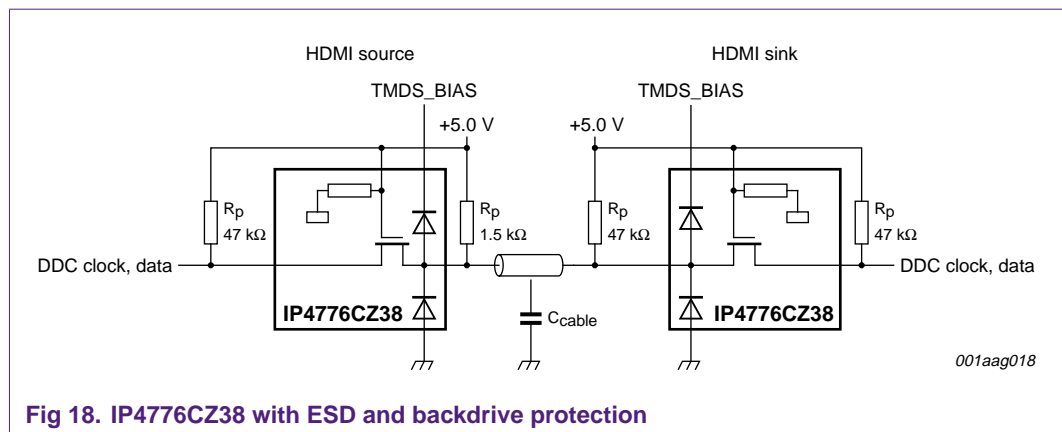 HDMI source
HDMI sink
TMDS_BIAS
TMDS_BIAS
+5.0 V
+5.0 V
Rp
47 kΩ
Rp
1.5 kΩ
Rp
47 kΩ
Rp
47 kΩ
DDC clock, data
DDC clock, data
IP4776CZ38
Ccable
IP4776CZ38
001aag018
Fig 18. IP4776CZ38 with ESD and backdrive protection